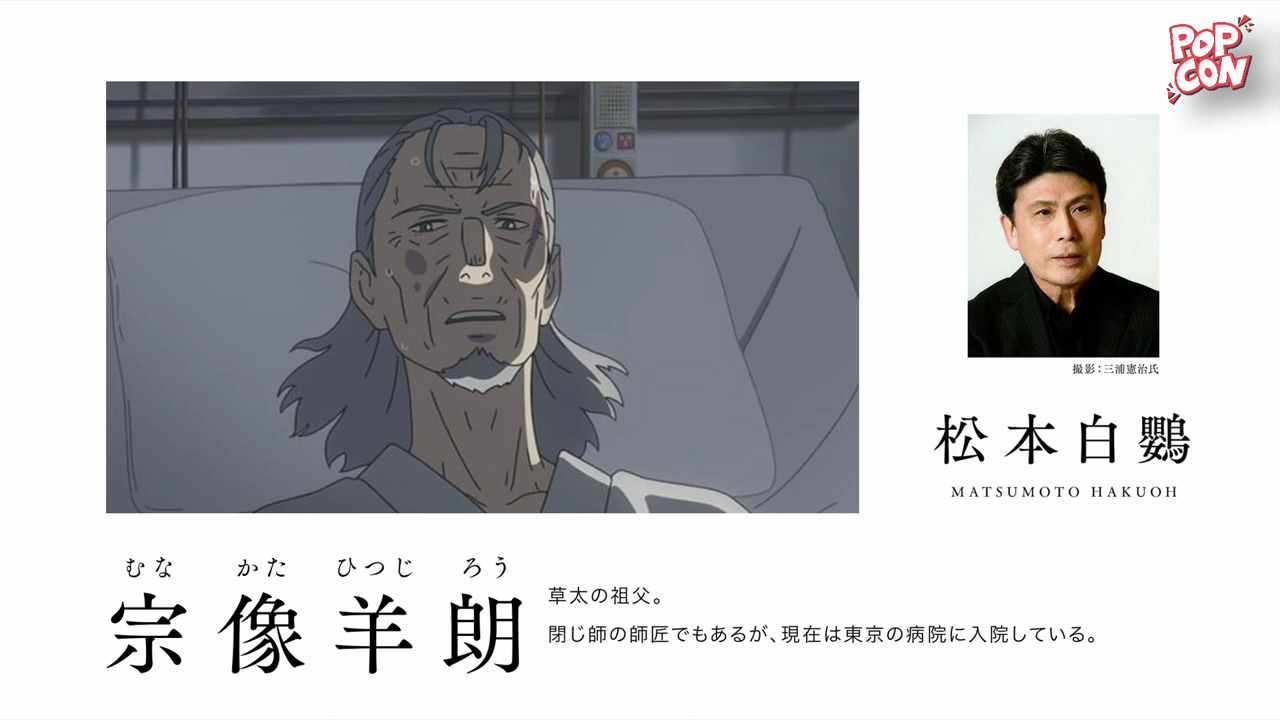 POP
CON
撮影：三浦憲治氏
松本白鸚
MATSUMOTO HAKUOH
むな かた ひつじ ろう
宗像羊朗
草太の祖父。
閉じ師の師匠でもあるが、現在は東京の病院に入院している。